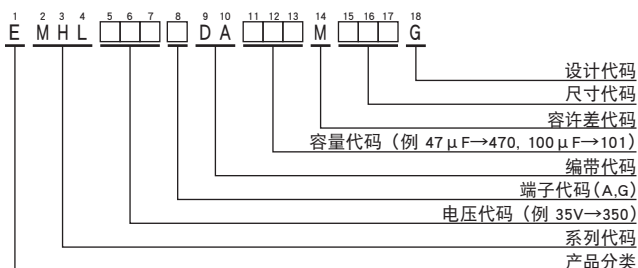 1 2 3 4 5 6 7 8 9 10 11 12 13 14 15 16 17 18
E M H L □□□ □ D A □□□ M □□□ G
设计代码
尺寸代码
容许差代码
容量代码（例 47μF→470, 100μF→101）
编带代码
端子代码(A,G)
电压代码（例 35V→350）
系列代码
产品分类